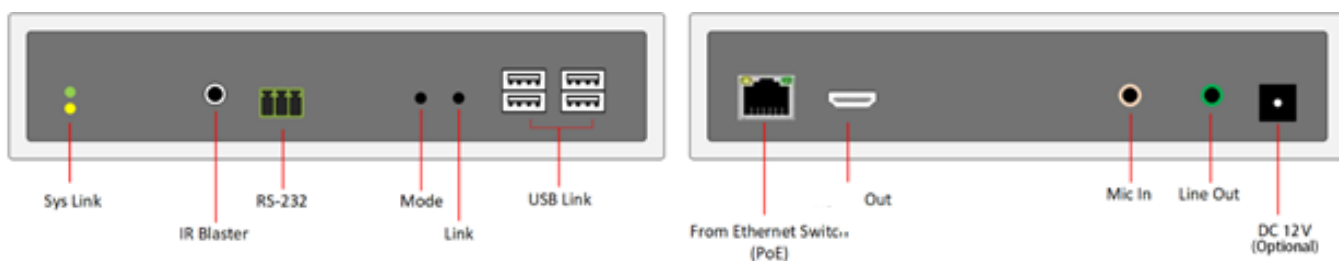 Sys Link
IR Blaster
RS-232
Mode
Link
USB Link
From Ethernet Switch
(PoE)
Out
Mic In
Line Out
DC 12V
(Optional)